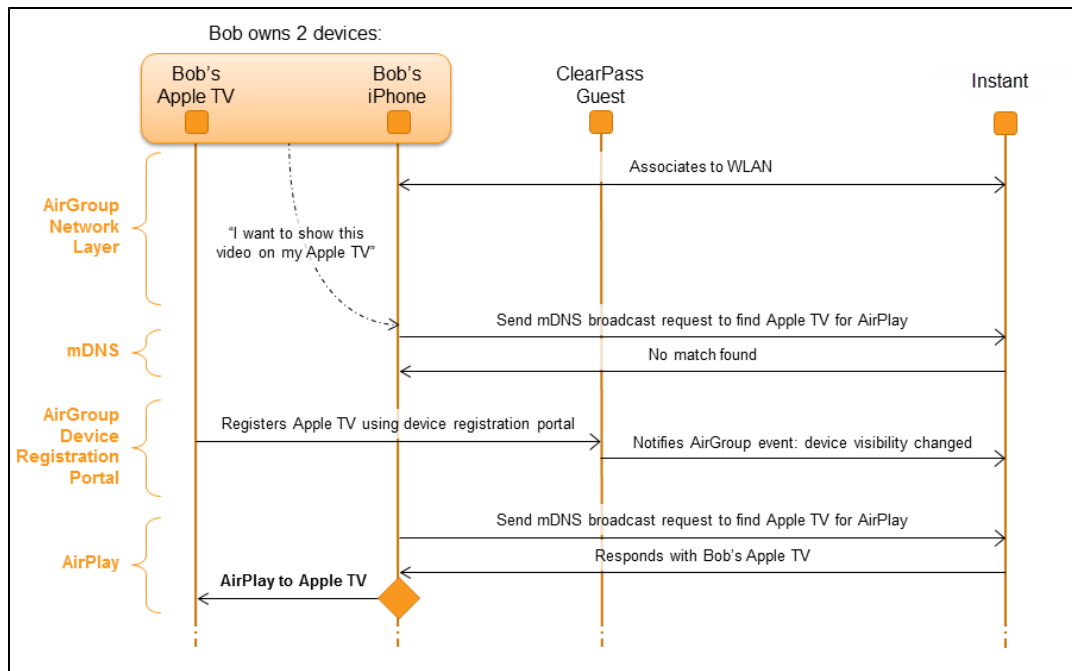 Bob owns 2 devices:
Bob's
Apple TV
Bob's
iPhone
ClearPass
Guest
Instant
AirGroup
Network
Layer
Associates to WLAN
"I want to show this
video on my Apple TV"
mDNS
Send mDNS broadcast request to find Apple TV for AirPlay
No match found
AirGroup
Device
Registration
Portal
Registers Apple TV using device registration portal
Notifies AirGroup event: device visibility changed
AirPlay
Send mDNS broadcast request to find Apple TV for AirPlay
Responds with Bob's Apple TV
AirPlay to Apple TV